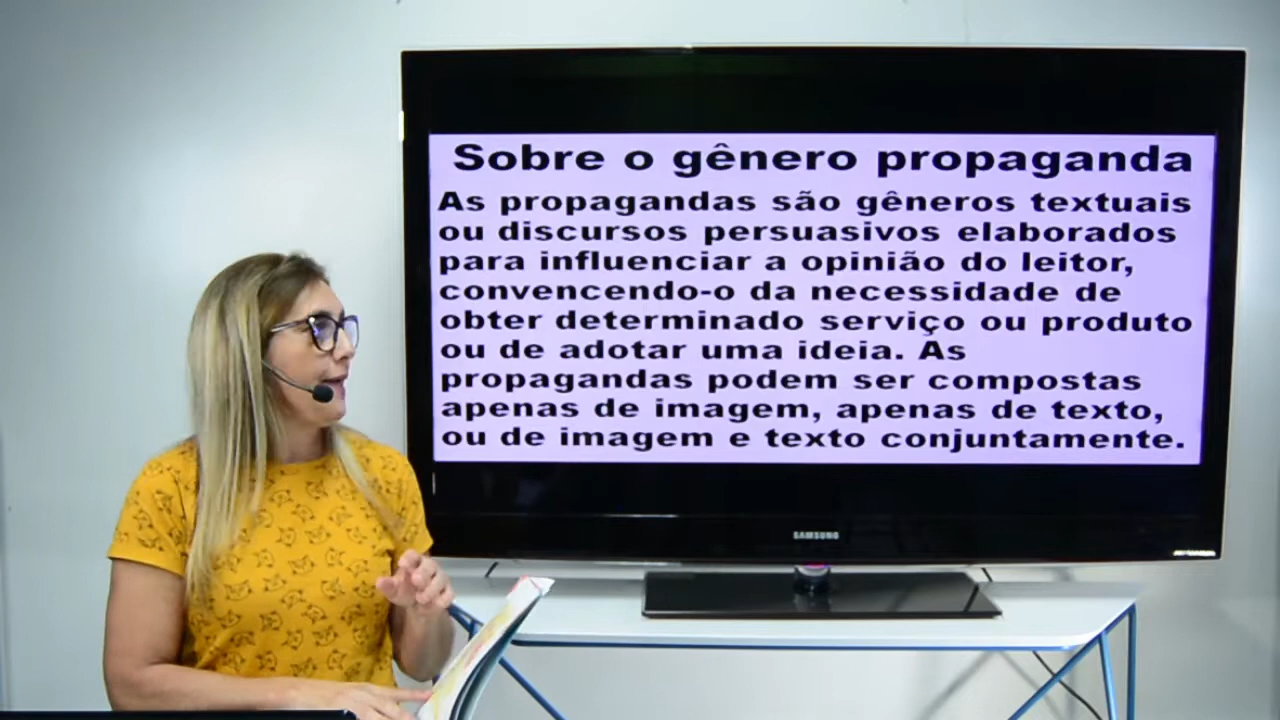 Sobre o gênero propaganda
As propagandas são gêneros textuais
ou discursos persuasivos elaborados
para influenciar a opinião do leitor,
convencendo-o da necessidade de
obter determinado serviço ou produto
ou de adotar uma ideia. As
propagandas podem ser compostas
apenas de imagem, apenas de texto,
ou de imagem e texto conjuntamente.
SAMSUNG